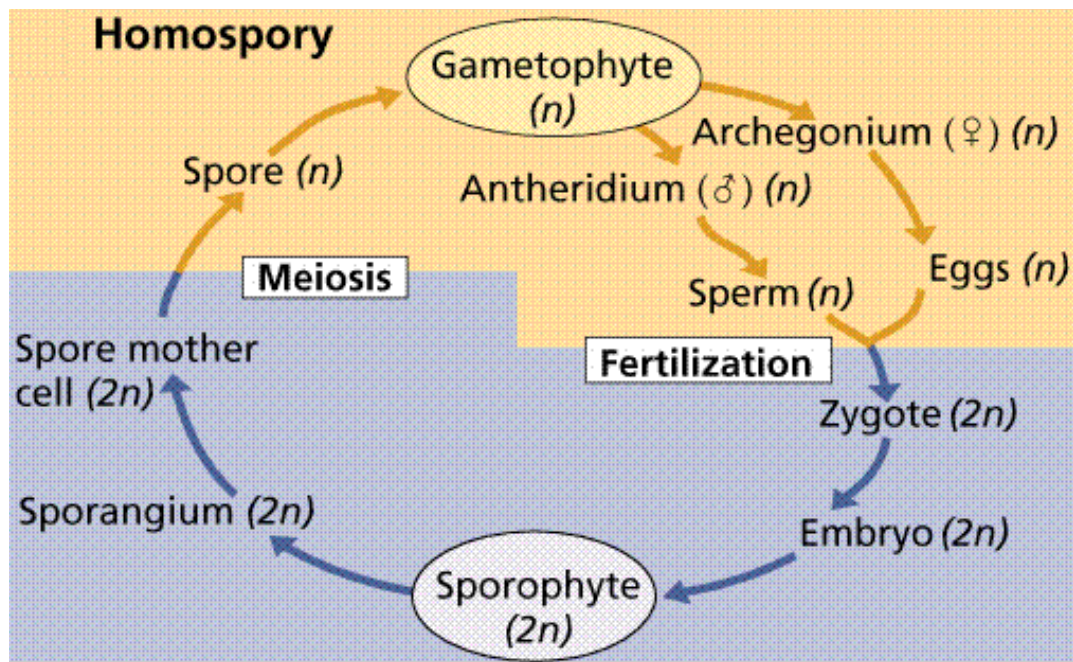 Homospory
Gametophyte
(n)
Archegonium (♀) (n)
Spore (n)
Antheridium (♂) (n)
Eggs (n)
Meiosis
Sperm (n)
Spore mother
cell (2n)
Fertilization
Zygote (2n)
Sporangium (2n)
Embryo (2n)
Sporophyte
(2n)